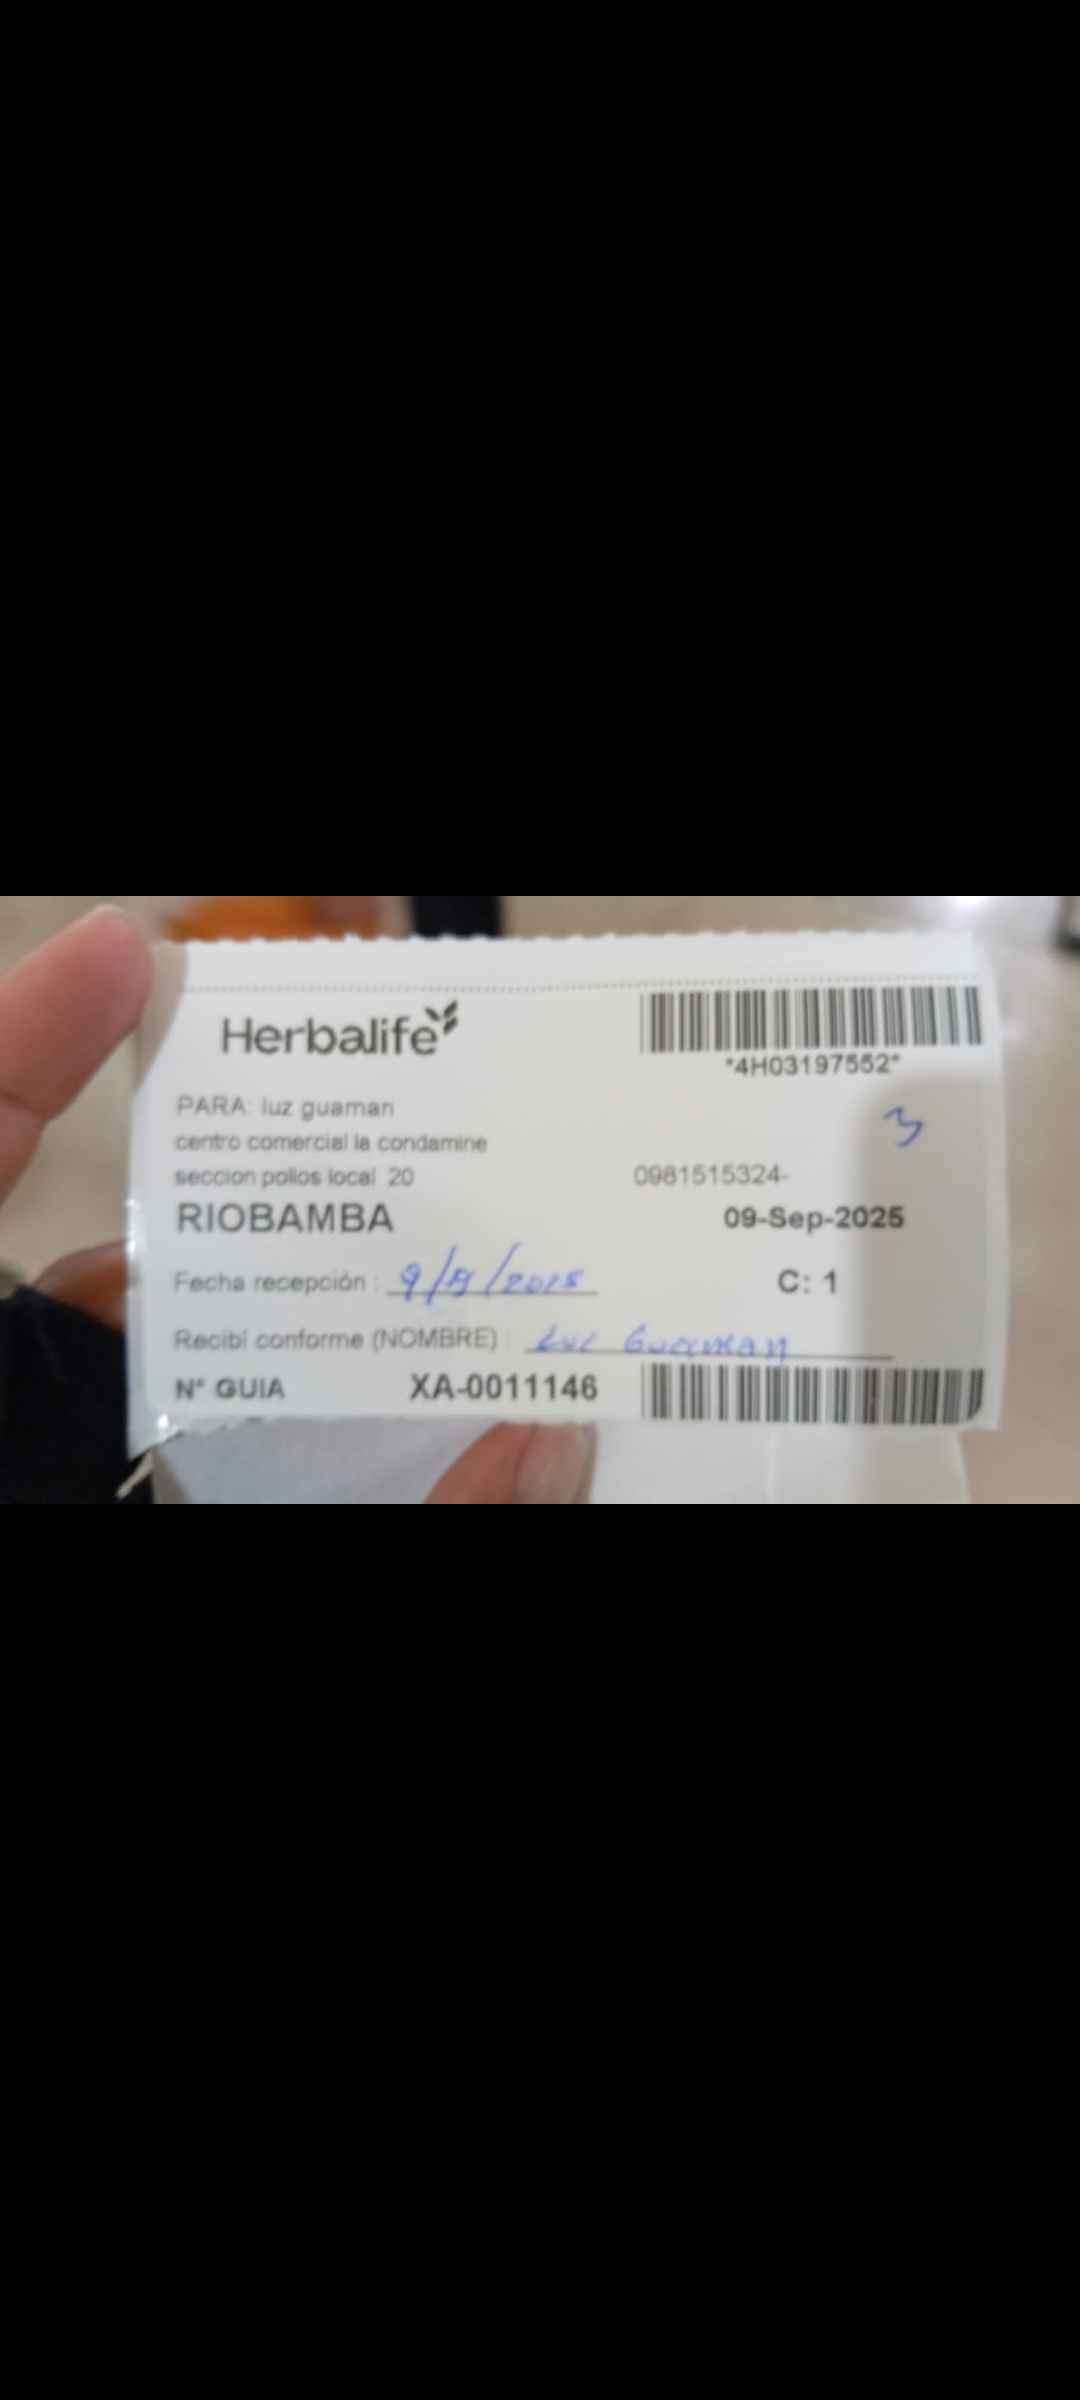 Herbalife
*4H03197552*
PARA: luz guaman
3
centro comercial la condamine
seccion pollos local 20 0981515324-
RIOBAMBA 09-Sep-2025
Fecha recepción : 9/9/2025 C: 1
Recibí conforme (NOMBRE) : Luz Guaman
N° GUIA XA-0011146